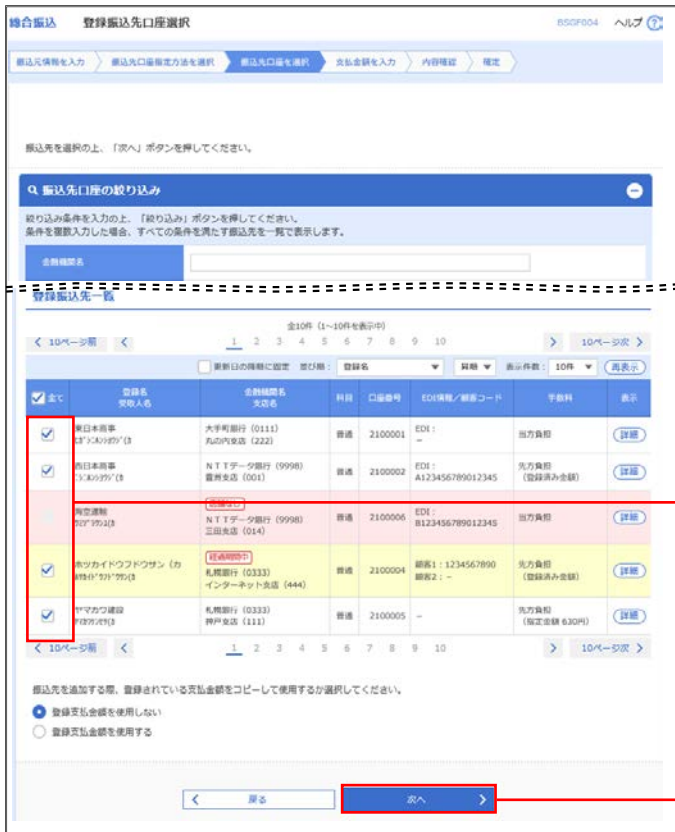 総合振込 登録振込先口座選択 BSGF004 ヘルプ ?
振込元情報を入力 振込先口座指定方法を選択 振込先口座を選択 支払金額を入力 内容確認 確定
振込先を選択の上、「次へ」ボタンを押してください。
振込先口座の絞り込み
絞り込み条件を入力の上、「絞り込み」ボタンを押してください。
条件を複数入力した場合、すべての条件を満たす振込先を一覧で表示します。
金融機関名
登録振込先一覧
全10件(1~10件を表示中)
10ページ前 1 2 3 4 5 6 7 8 9 10 10ページ次
更新日の降順に固定 並び順: 登録名 昇順 表示件数: 10件 再表示
全て 登録名 受取人名 金融機関名 支店名 科目 口座番号 EDI情報/顧客コード 手数料 表示
東日本商事 大手町銀行(0111) 普通 2100001 EDI: 当方負担 詳細
丸の内支店(222) -
西日本商事 NTTデータ銀行(9998) 普通 2100002 EDI: 先方負担 詳細
豊洲支店(001) A123456789012345 (登録済み金額)
店舗なし
海空運輸 NTTデータ銀行(9998) 普通 2100006 EDI: 当方負担 詳細
三田支店(014) B123456789012345
経過期間中
ホツカイドウフドウサン(カ 札幌銀行(0333) 普通 2100004 顧客1:1234567890 先方負担 詳細
インターネット支店(444) 顧客2:- (登録済み金額)
ヤマカワ建設 札幌銀行(0333) 普通 2100005 - 先方負担 詳細
神戸支店(111) (指定金額 630円)
10ページ前 1 2 3 4 5 6 7 8 9 10 10ページ次
振込先を追加する際、登録されている支払金額をコピーして使用するか選択してください。
登録支払金額を使用しない
登録支払金額を使用する
戻る 次へ